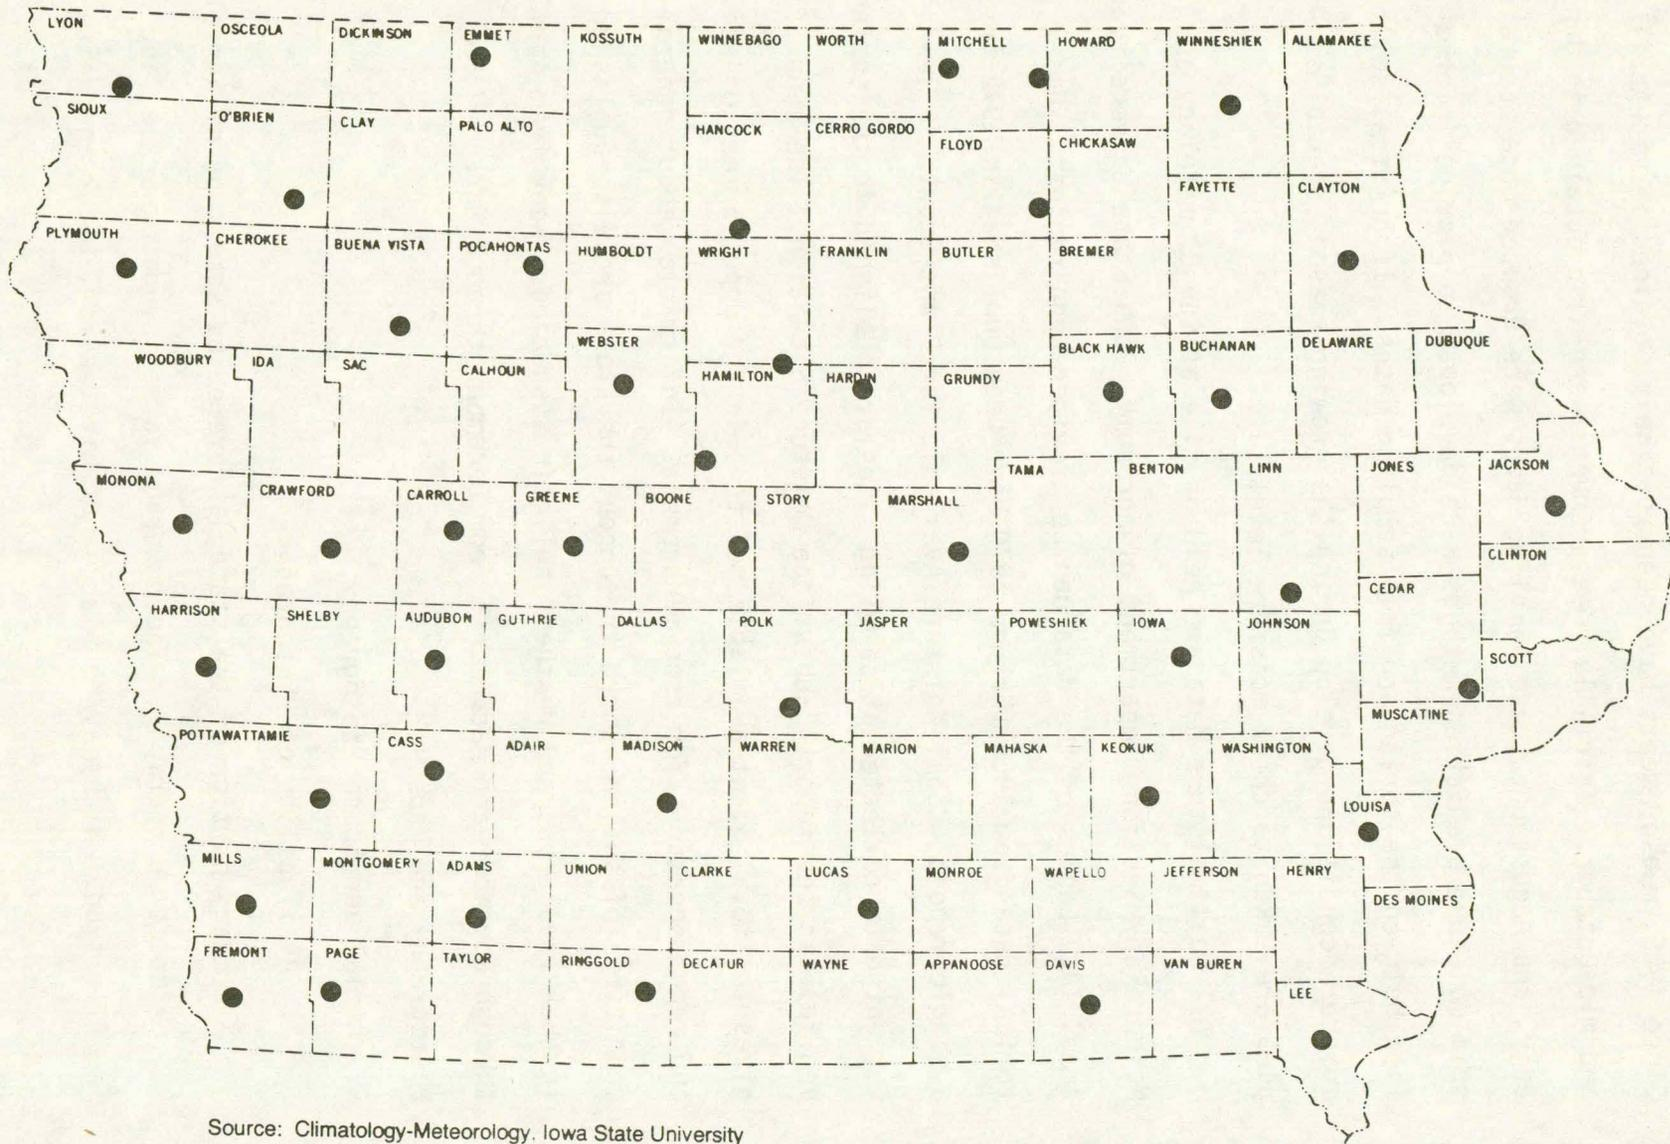 LYON
OSCEOLA
DICKINSON
EMMET
KOSSUTH
WINNEBAGO
WORTH
MITCHELL
HOWARD
WINNESHIEK
ALLAMAKEE
SIOUX
O'BRIEN
CLAY
PALO ALTO
HANCOCK
CERRO GORDO
FLOYD
CHICKASAW
FAYETTE
CLAYTON
PLYMOUTH
CHEROKEE
BUENA VISTA
POCAHONTAS
HUMBOLDT
WRIGHT
FRANKLIN
BUTLER
BREMER
WOODBURY
IDA
SAC
CALHOUN
WEBSTER
HAMILTON
HARDIN
GRUNDY
BLACK HAWK
BUCHANAN
DELAWARE
DUBUQUE
MONONA
CRAWFORD
CARROLL
GREENE
BOONE
STORY
MARSHALL
TAMA
BENTON
LINN
JONES
JACKSON
CLINTON
CEDAR
HARRISON
SHELBY
AUDUBON
GUTHRIE
DALLAS
POLK
JASPER
POWESHIEK
IOWA
JOHNSON
SCOTT
MUSCATINE
POTTAWATTAMIE
CASS
ADAIR
MADISON
WARREN
MARION
MAHASKA
KEOKUK
WASHINGTON
LOUISA
MILLS
MONTGOMERY
ADAMS
UNION
CLARKE
LUCAS
MONROE
WAPELLO
JEFFERSON
HENRY
DES MOINES
FREMONT
PAGE
TAYLOR
RINGGOLD
DECATUR
WAYNE
APPANOOSE
DAVIS
VAN BUREN
LEE
Source: Climatology-Meteorology, Iowa State University